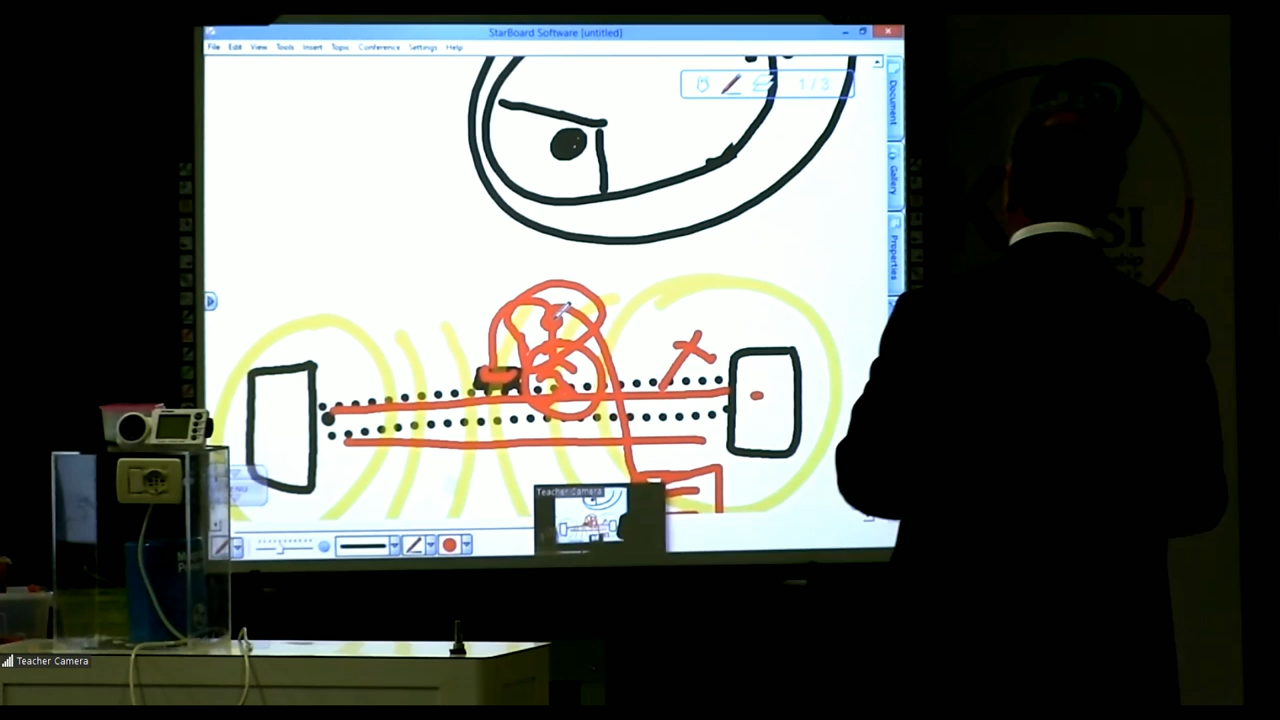 StarBoard Software [untitled]
File Edit View Tools Insert Topic Conference Settings Help
1/3
Document
Gallery
Properties
SI
Teacher Camera
Teacher Camera